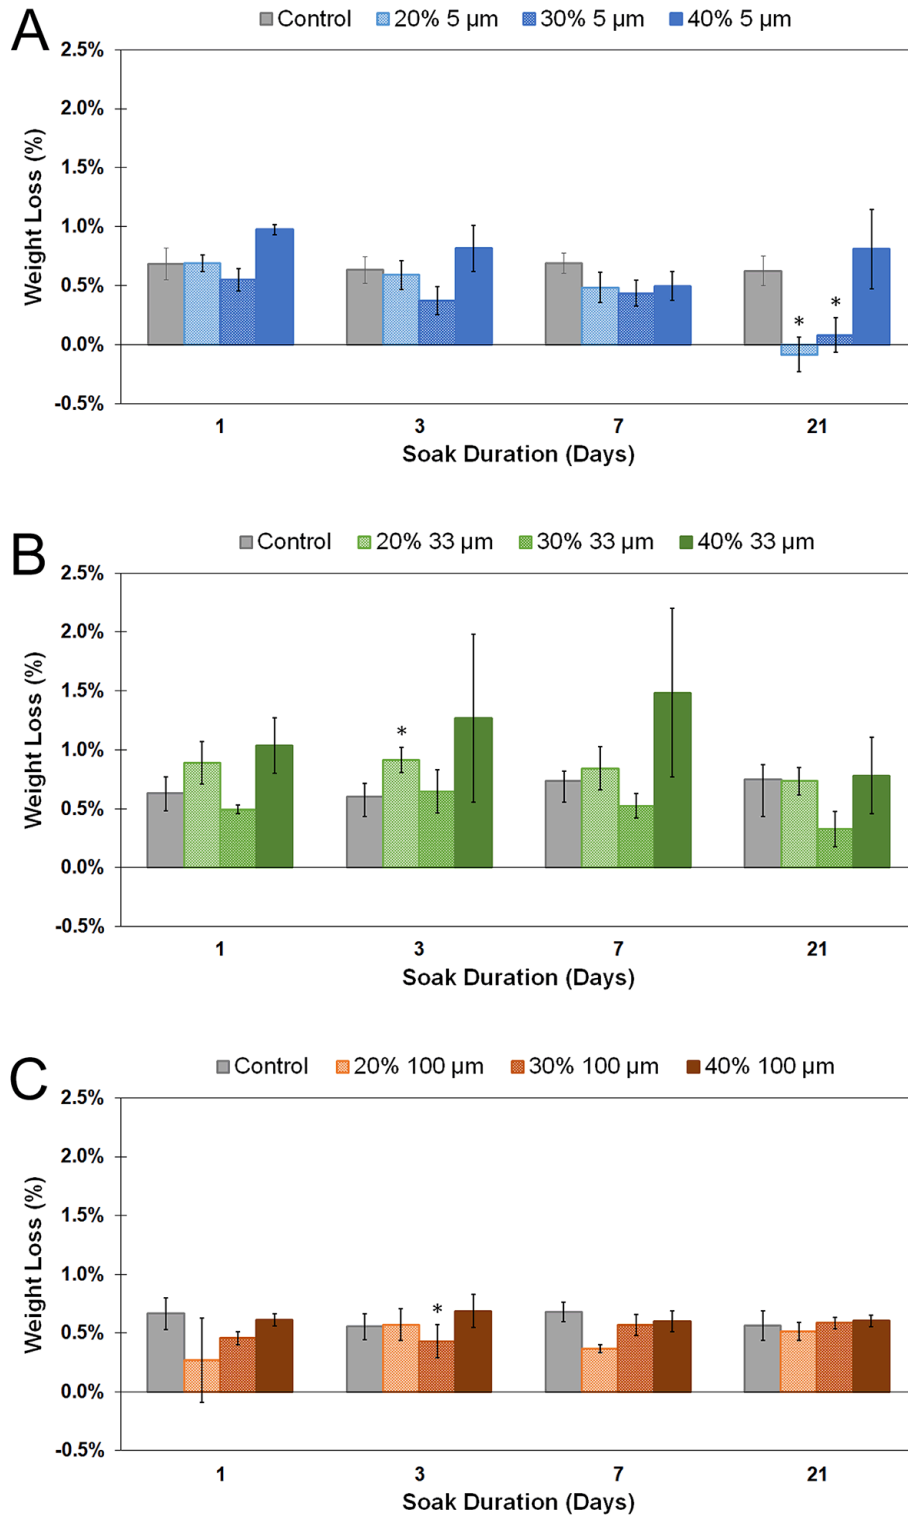 A
Control 20% 5 µm 30% 5 µm 40% 5 µm
2.5%
2.0%
1.5%
1.0%
0.5%
0.0%
-0.5%
Weight Loss (%)
* *
1 3 7 21
Soak Duration (Days)
B
Control 20% 33 µm 30% 33 µm 40% 33 µm
2.5%
2.0%
1.5%
1.0%
0.5%
0.0%
-0.5%
Weight Loss (%)
*
1 3 7 21
Soak Duration (Days)
C
Control 20% 100 µm 30% 100 µm 40% 100 µm
2.5%
2.0%
1.5%
1.0%
0.5%
0.0%
-0.5%
Weight Loss (%)
*
1 3 7 21
Soak Duration (Days)